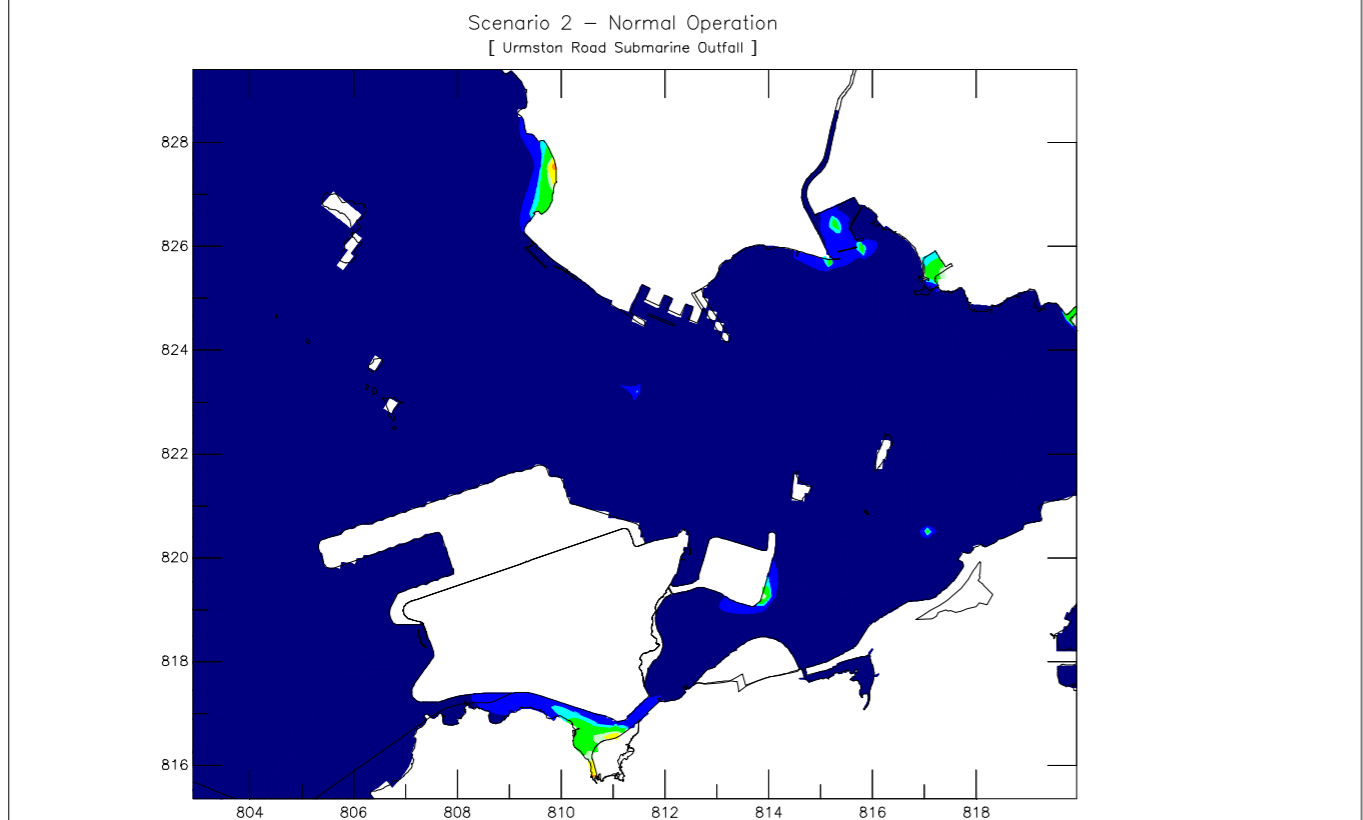 Scenario 2 – Normal Operation
[ Urmston Road Submarine Outfall ]
828
826
824
822
820
818
816
804 806 808 810 812 814 816 818